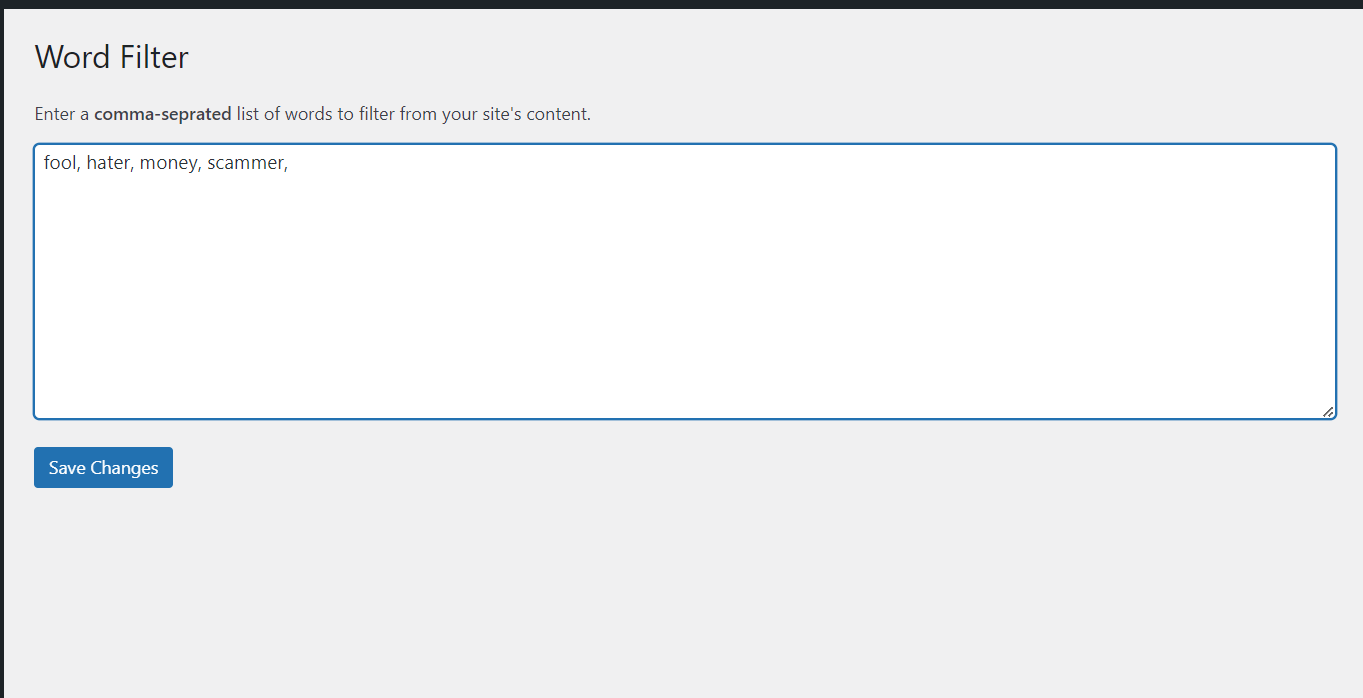 Word Filter
Enter a comma-seprated list of words to filter from your site's content.
fool, hater, money, scammer,
Save Changes